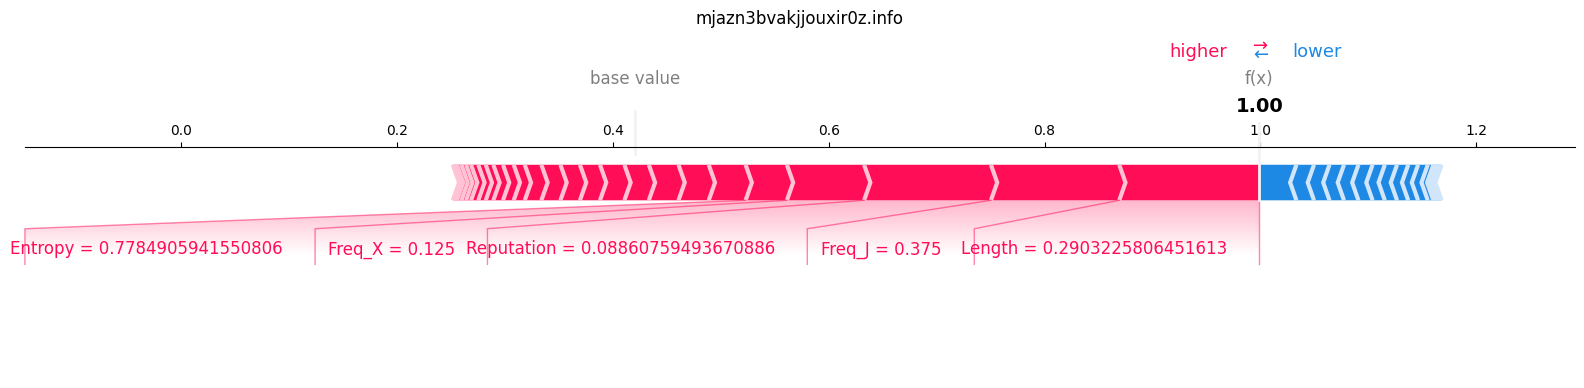 mjazn3bvakjjouxir0z.info
higher ⇄ lower
base value f(x)
1.00
0.0 0.2 0.4 0.6 0.8 1.0 1.2
Entropy = 0.7784905941550806 Freq_X = 0.125 Reputation = 0.08860759493670886 Freq_J = 0.375 Length = 0.2903225806451613